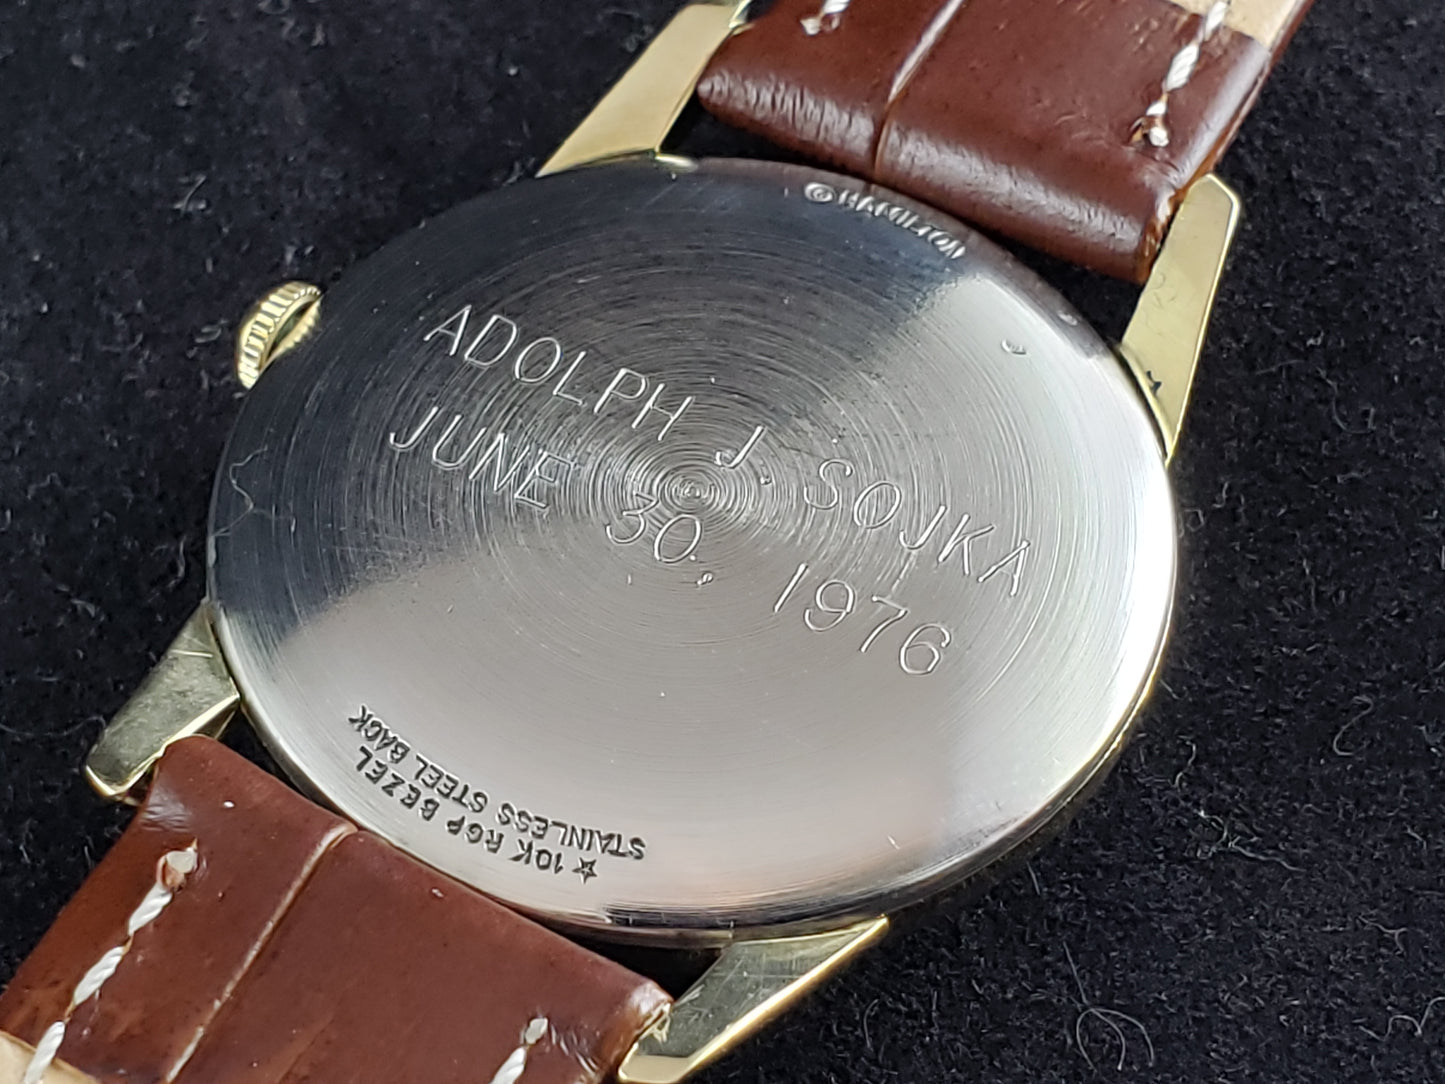 © HAMILTON
ADOLPH J. SOJKA
JUNE 30, 1976
☆ 10K RGP BEZEL
STAINLESS STEEL BACK